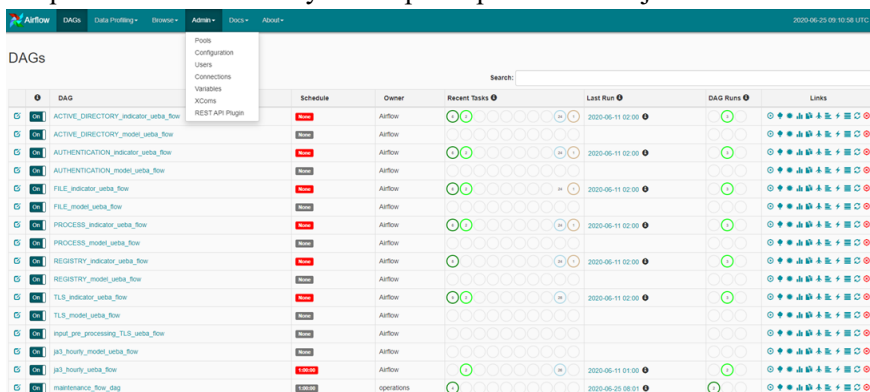 Airflow DAGs Data Profiling Browse Admin Docs About 2020-06-25 09:10:58 UTC
Pools
Configuration
Users
Connections
Variables
XComs
REST API Plugin
DAGs
Search:
DAG Schedule Owner Recent Tasks Last Run DAG Runs Links
On ACTIVE_DIRECTORY_indicator_ueba_flow None Airflow 2020-06-11 02:00
On ACTIVE_DIRECTORY_model_ueba_flow None Airflow
On AUTHENTICATION_indicator_ueba_flow None Airflow 2020-06-11 02:00
On AUTHENTICATION_model_ueba_flow None Airflow
On FILE_indicator_ueba_flow None Airflow 2020-06-11 02:00
On FILE_model_ueba_flow None Airflow
On PROCESS_indicator_ueba_flow None Airflow 2020-06-11 02:00
On PROCESS_model_ueba_flow None Airflow
On REGISTRY_indicator_ueba_flow None Airflow 2020-06-11 02:00
On REGISTRY_model_ueba_flow None Airflow
On TLS_indicator_ueba_flow None Airflow 2020-06-11 02:00
On TLS_model_ueba_flow None Airflow
On input_pre_processing_TLS_ueba_flow None Airflow
On ja3_hourly_model_ueba_flow None Airflow
On ja3_hourly_ueba_flow 1:00:00 Airflow 2020-06-11 01:00
On maintenance_flow_dag 1:00:00 operations 2020-06-25 08:01